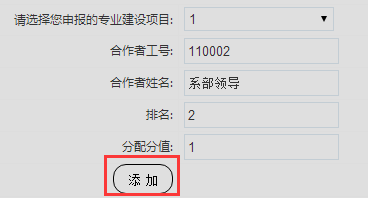 请选择您申报的专业建设项目: 1
合作者工号: 110002
合作者姓名: 系部领导
排名: 2
分配分值: 1
添 加